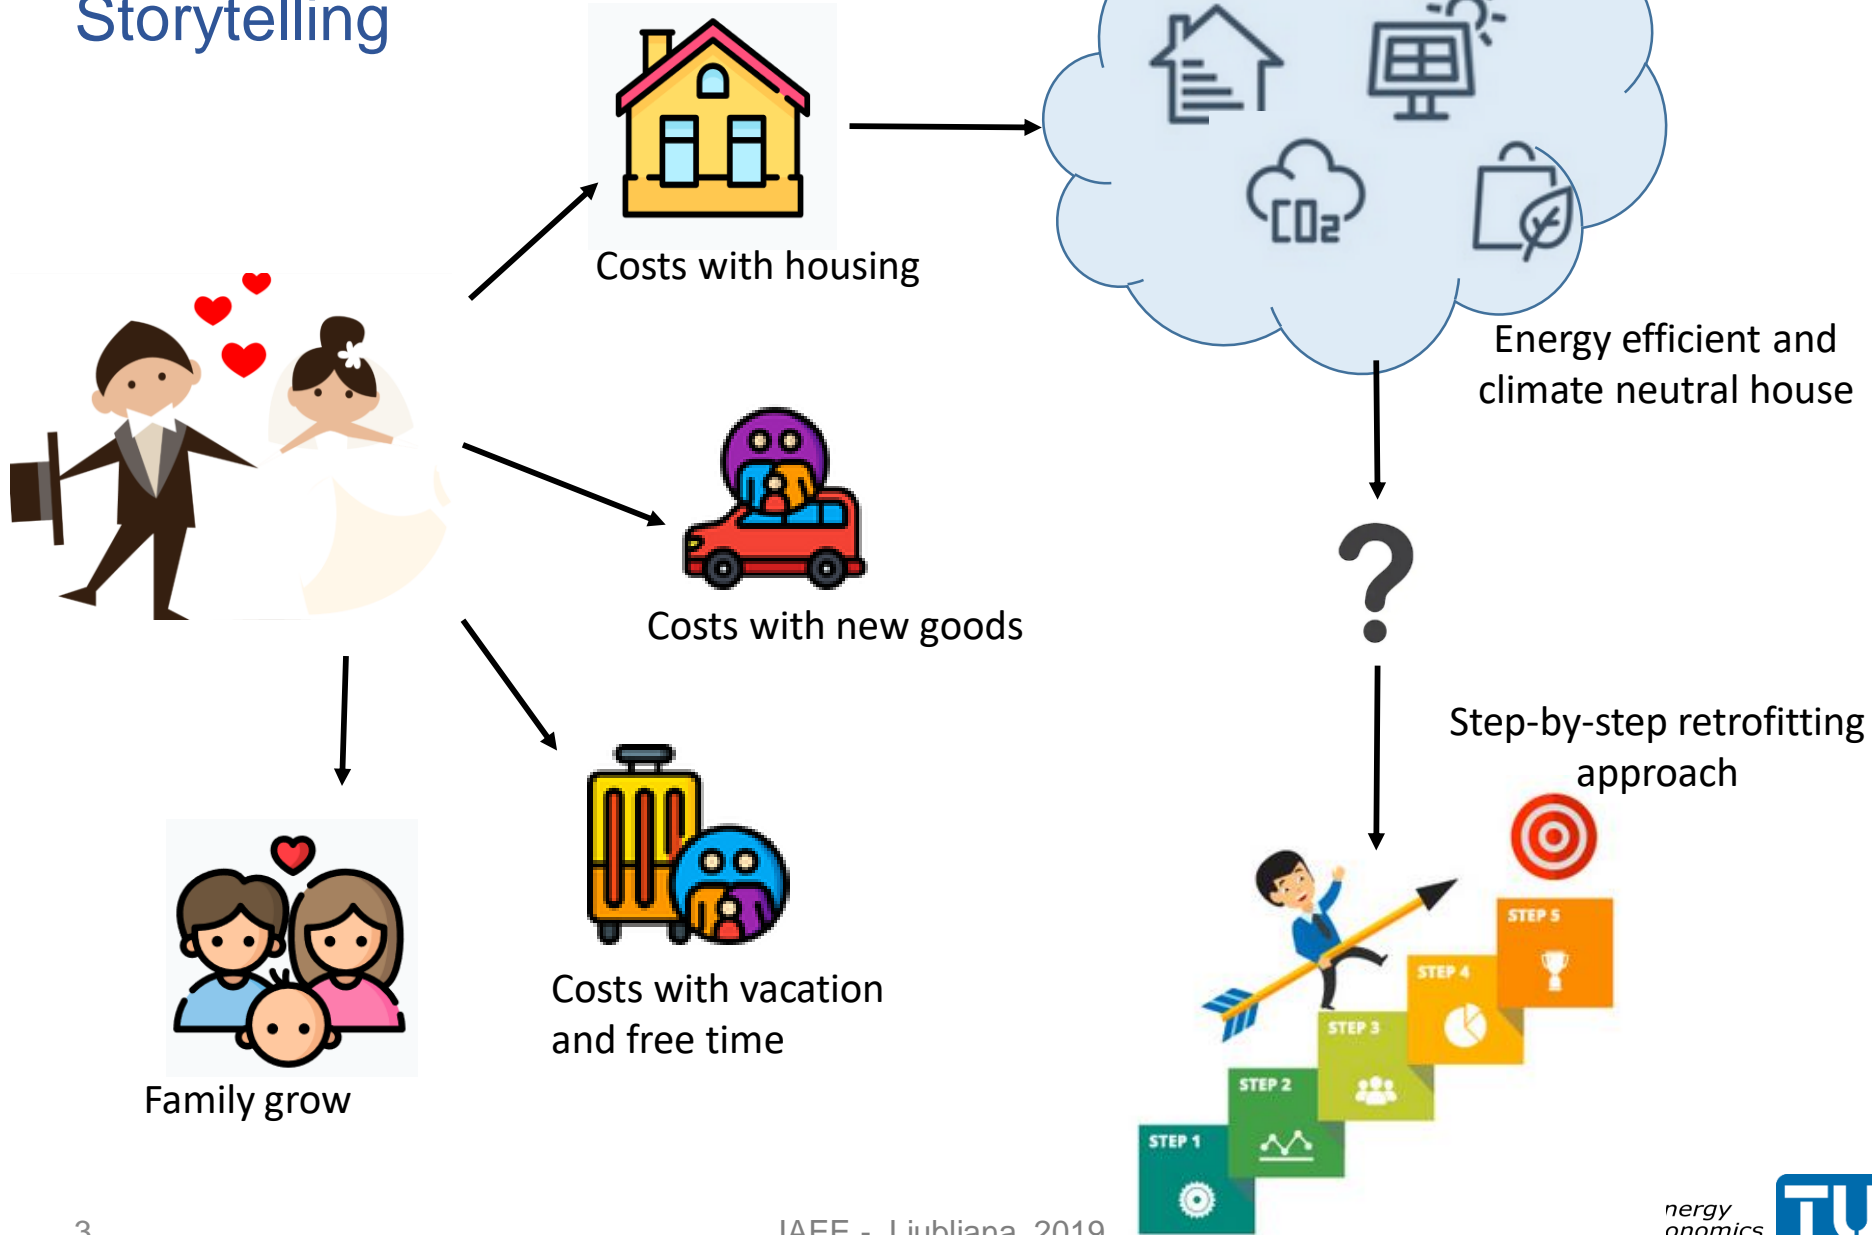 Storytelling
CO2
Costs with housing
Energy efficient and
climate neutral house
Costs with new goods
Step-by-step retrofitting
approach
STEP 5
STEP 4
Costs with vacation
and free time
STEP 3
STEP 2
Family grow
STEP 1
nergy
onomics
TU
3
IAEE - Ljubljana, 2019